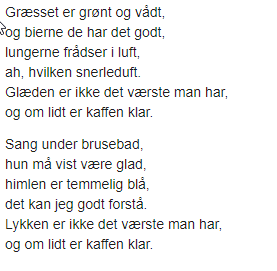 Græsset er grønt og vådt,
og bierne de har det godt,
lungerne frådser i luft,
ah, hvilken snerleduft.
Glæden er ikke det værste man har,
og om lidt er kaffen klar.

Sang under brusebad,
hun må vist være glad,
himlen er temmelig blå,
det kan jeg godt forstå.
Lykken er ikke det værste man har,
og om lidt er kaffen klar.